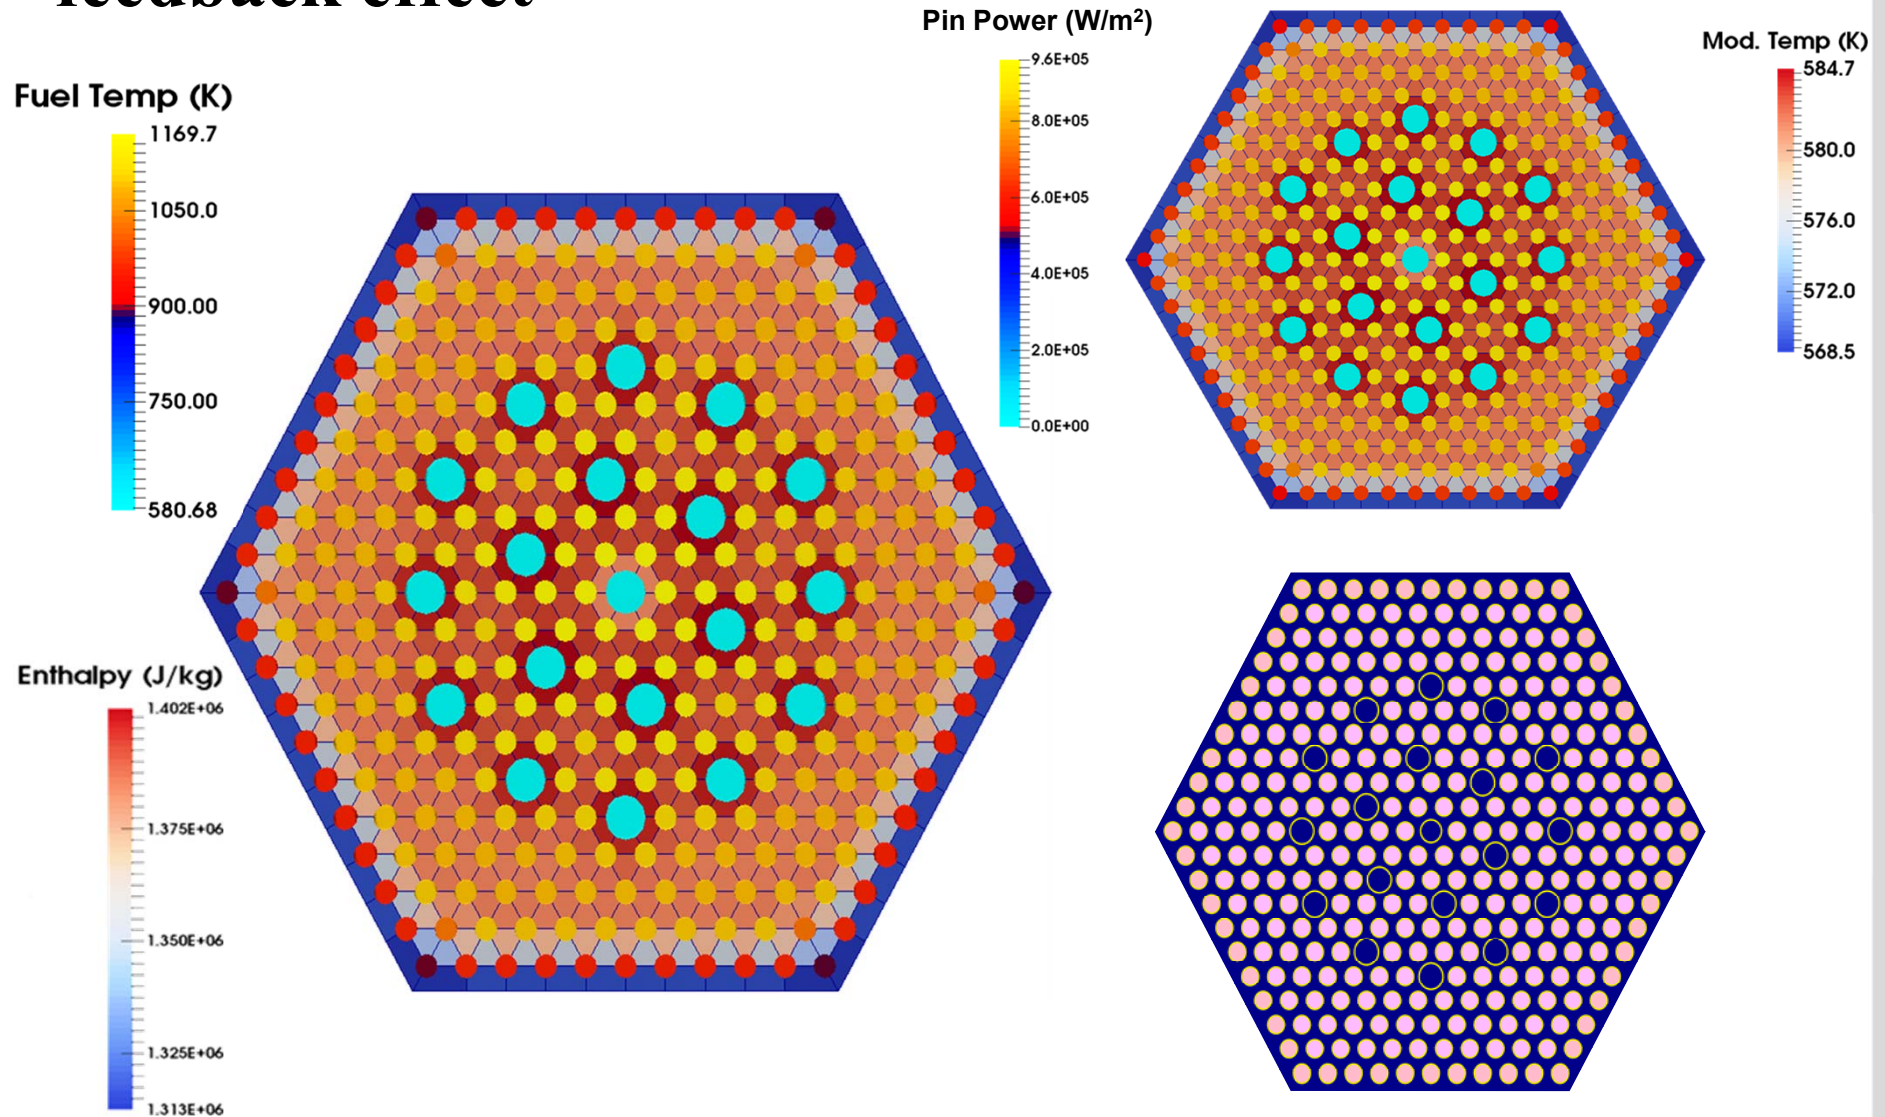 feedback effect
Pin Power (W/m²)
9.6E+05
8.0E+05
6.0E+05
4.0E+05
2.0E+05
0.0E+00
Mod. Temp (K)
584.7
580.0
576.0
572.0
568.5
Fuel Temp (K)
1169.7
1050.0
900.00
750.00
580.68
Enthalpy (J/kg)
1.402E+06
1.375E+06
1.350E+06
1.325E+06
1.313E+06